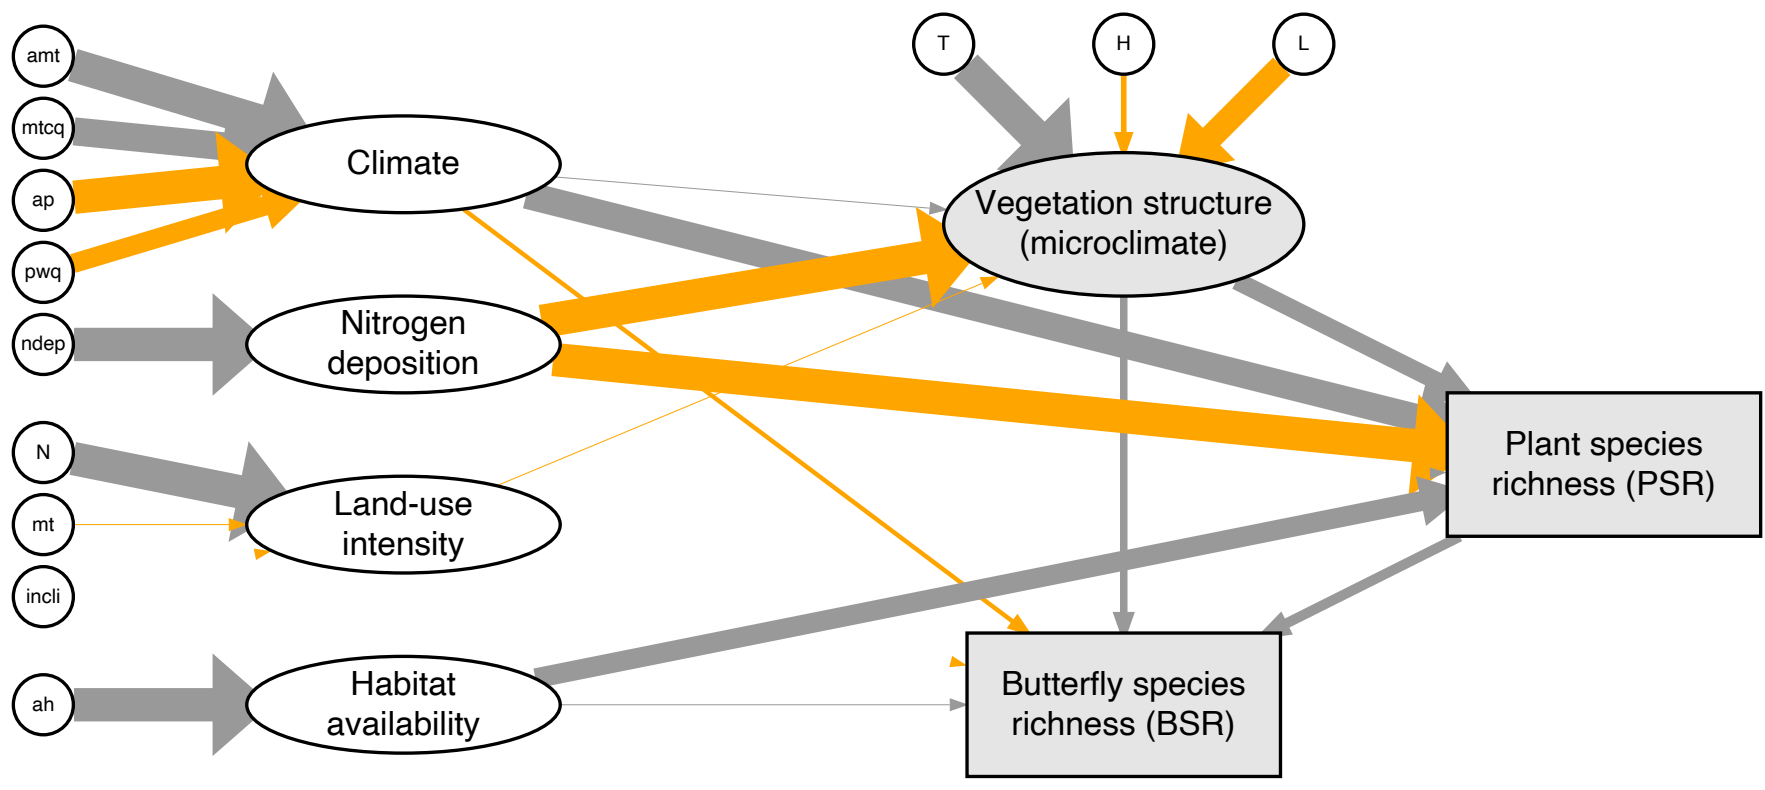 amt
mtcq
ap
pwq
ndep
N
mt
incli
ah
T
H
L
Climate
Nitrogen
deposition
Land-use
intensity
Habitat
availability
Vegetation structure
(microclimate)
Plant species
richness (PSR)
Butterfly species
richness (BSR)